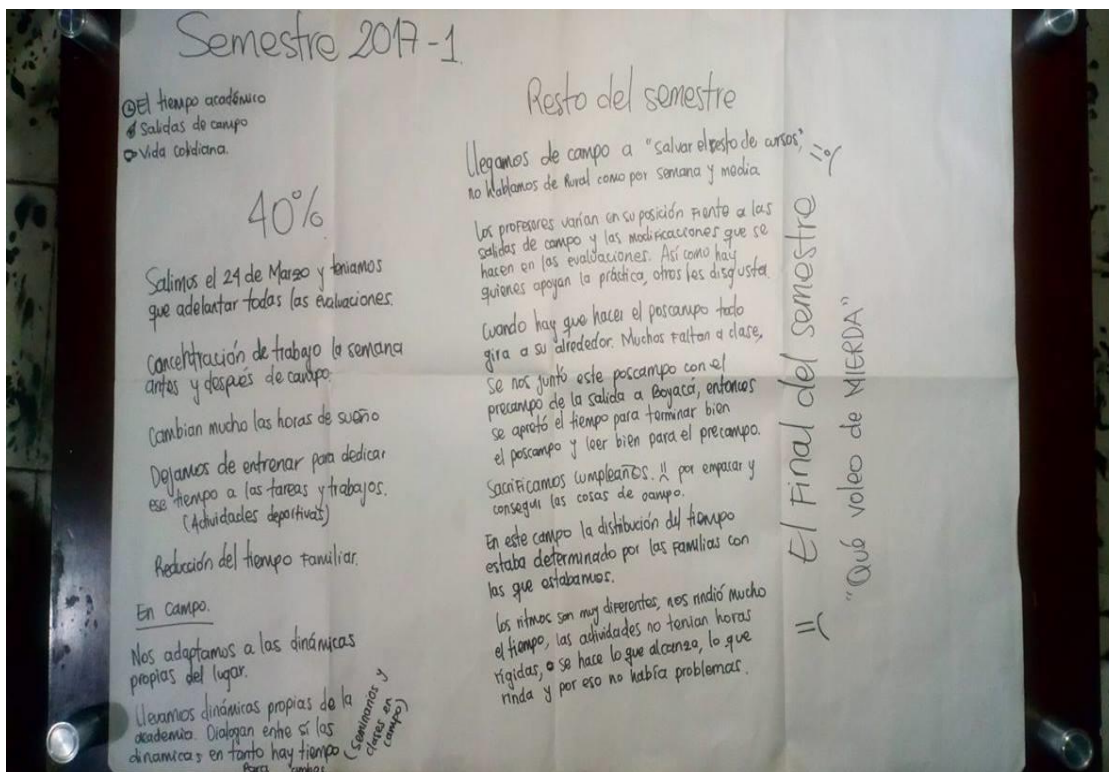 Semestre 2017-1
El tiempo académico
Salidas de campo
Vida cotidiana.
40%
Salimos el 24 de Marzo y teniamos
que adelantar todas las evaluaciones.
Concentración de trabajo la semana
antes y después de campo.
Cambian mucho las horas de sueño
Dejamos de entrenar para dedicar
ese tiempo a las tareas y trabajos.
(Actividades deportivas)
Reducción del tiempo Familiar.
En Campo.
Nos adaptamos a las dinámicas
propias del lugar.
Llevamos dinámicas propias de la
academia. Dialogan entre sí las
dinamicas en tanto hay tiempo
Para ambas
(Seminarios y
clases en
campo)
Resto del semestre
Llegamos de campo a "salvar el resto de cursos",
no hablamos de Rural como por semana y media
Los profesores varían en su posición Frente a las
salidas de campo y las modificaciones que se
hacen en las evaluaciones. Así como hay
quienes apoyan la práctica, otros les disgusta.
Cuando hay que hacer el poscampo todo
gira a su alrededor. Muchos Faltan a clase,
se nos juntó este poscampo con el
precampo de la salida a Boyacá, entonces
se apretó el tiempo para terminar bien
el poscampo y leer bien para el precampo.
Sacrificamos cumpleaños. :( por empacar y
conseguir las cosas de campo.
En este campo la distibución del tiempo
estaba determinado por las Familias con
las que estabamos.
Los ritmos son muy diferentes, nos rindió mucho
el tiempo, las actividades no tenían horas
rígidas, se hace lo que alcanza, lo que
rinda y por eso no había problemas.
=( El Final del semestre =(
"Qué voleo de MIERDA"